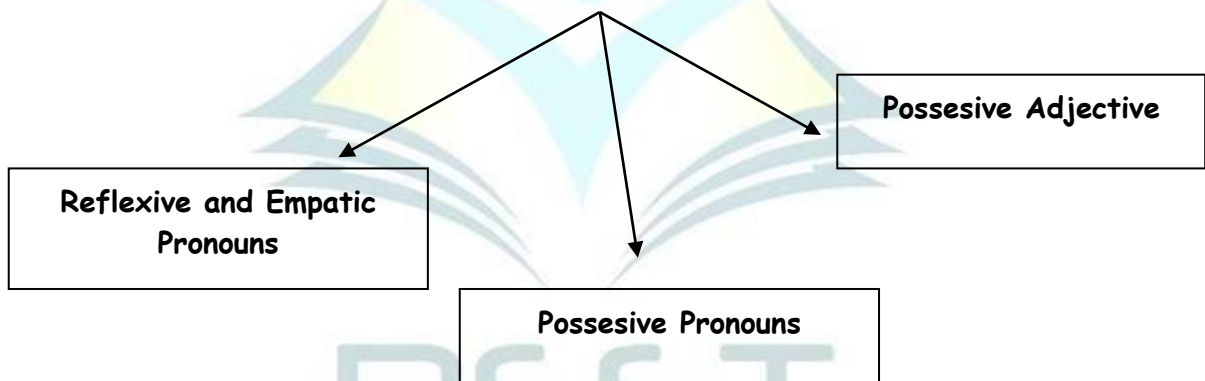 Possesive Adjective
Reflexive and Empatic
Pronouns
Possesive Pronouns